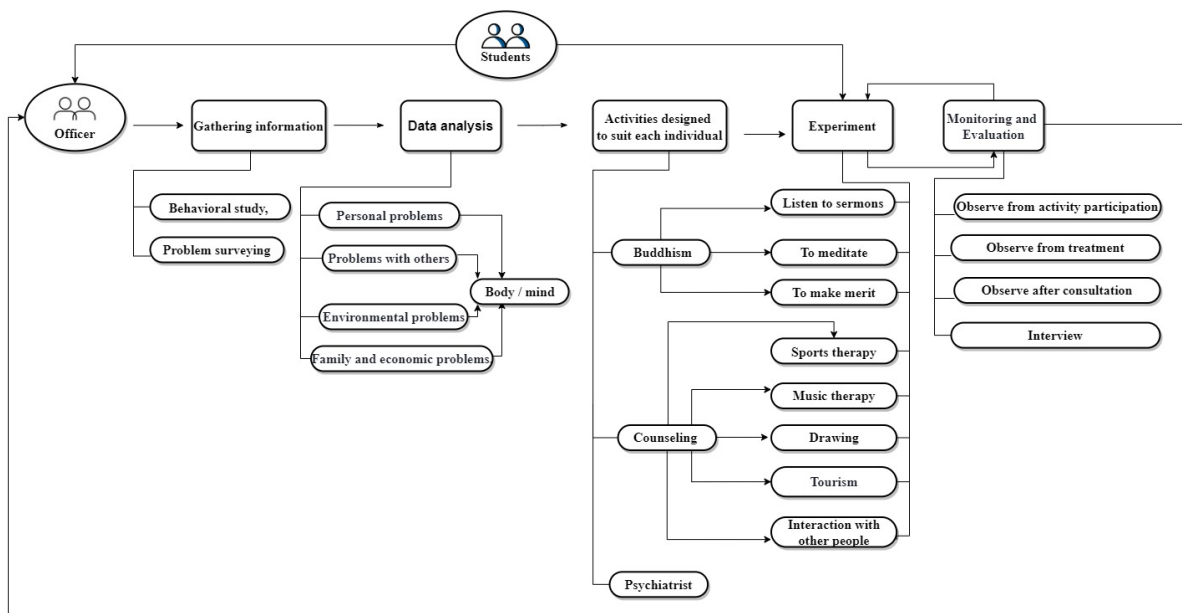 Students
Officer
Gathering information
Data analysis
Activities designed
to suit each individual
Experiment
Monitoring and
Evaluation
Behavioral study,
Problem surveying
Personal problems
Problems with others
Environmental problems
Family and economic problems
Body / mind
Buddhism
Counseling
Psychiatrist
Listen to sermons
To meditate
To make merit
Sports therapy
Music therapy
Drawing
Tourism
Interaction with
other people
Observe from activity participation
Observe from treatment
Observe after consultation
Interview